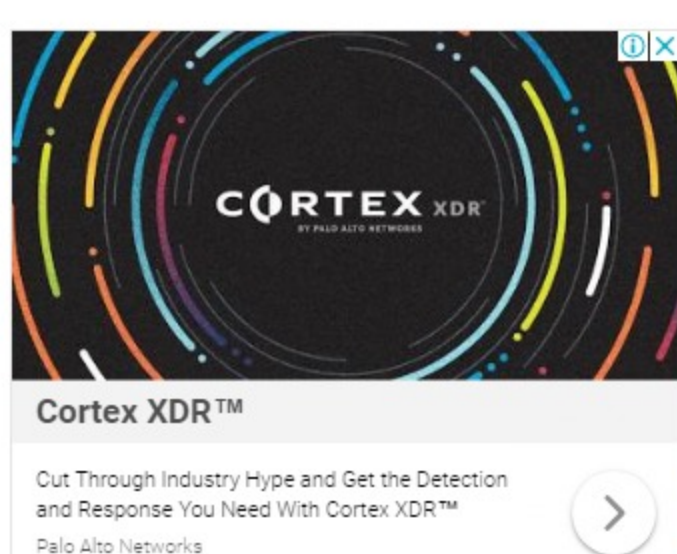 CORTEX XDR™
BY PALO ALTO NETWORKS
Cortex XDR™
Cut Through Industry Hype and Get the Detection
and Response You Need With Cortex XDR™
Palo Alto Networks